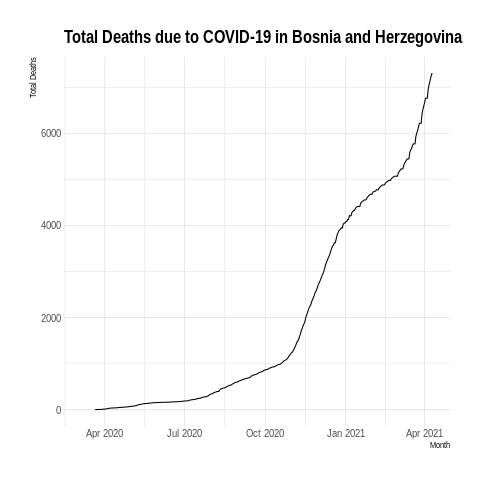 Total Deaths due to COVID-19 in Bosnia and Herzegovina
Total Deaths
6000
4000
2000
0
Apr 2020 Jul 2020 Oct 2020 Jan 2021 Apr 2021
Month